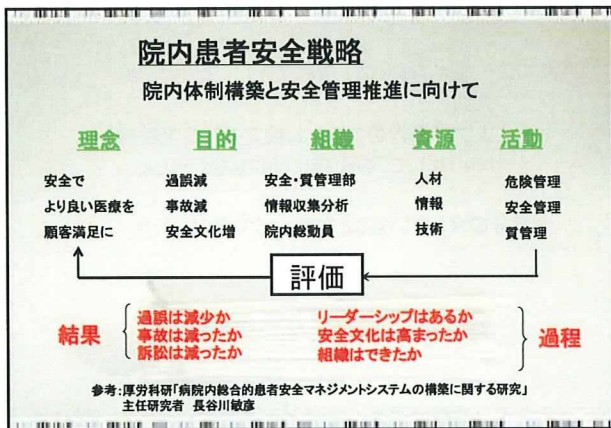 院内患者安全戦略
院内体制構築と安全管理推進に向けて
理念 目的 組織 資源 活動
安全で 過誤減 安全・質管理部 人材 危険管理
より良い医療を 事故減 情報収集分析 情報 安全管理
顧客満足に 安全文化増 院内総動員 技術 質管理
評価
結果
過誤は減少か
事故は減ったか
訴訟は減ったか
リーダーシップはあるか
安全文化は高まったか
組織はできたか
過程
参考:厚労科研「病院内総合的患者安全マネジメントシステムの構築に関する研究」
主任研究者 長谷川敏彦